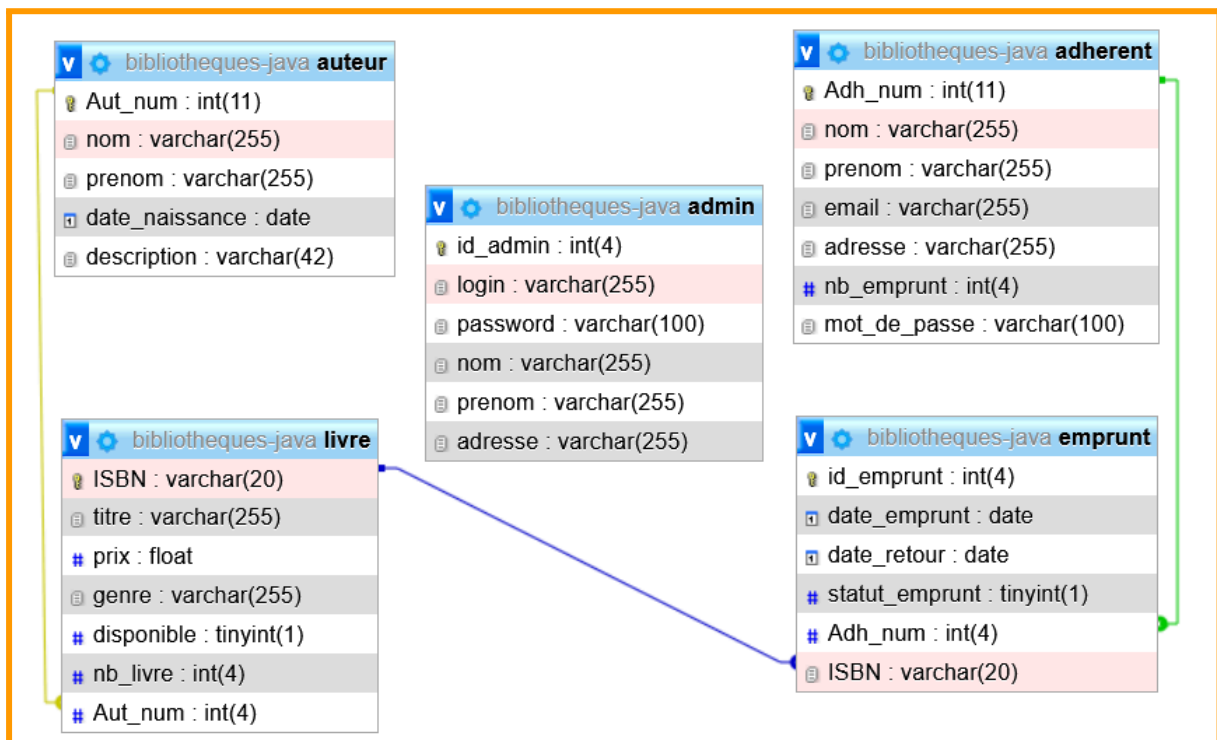 v bibliotheques-java auteur
Aut_num : int(11)
nom : varchar(255)
prenom : varchar(255)
date_naissance : date
description : varchar(42)
v bibliotheques-java adherent
Adh_num : int(11)
nom : varchar(255)
prenom : varchar(255)
email : varchar(255)
adresse : varchar(255)
# nb_emprunt : int(4)
mot_de_passe : varchar(100)
v bibliotheques-java admin
id_admin : int(4)
login : varchar(255)
password : varchar(100)
nom : varchar(255)
prenom : varchar(255)
adresse : varchar(255)
v bibliotheques-java livre
ISBN : varchar(20)
titre : varchar(255)
# prix : float
genre : varchar(255)
# disponible : tinyint(1)
# nb_livre : int(4)
# Aut_num : int(4)
v bibliotheques-java emprunt
id_emprunt : int(4)
date_emprunt : date
date_retour : date
# statut_emprunt : tinyint(1)
# Adh_num : int(4)
ISBN : varchar(20)